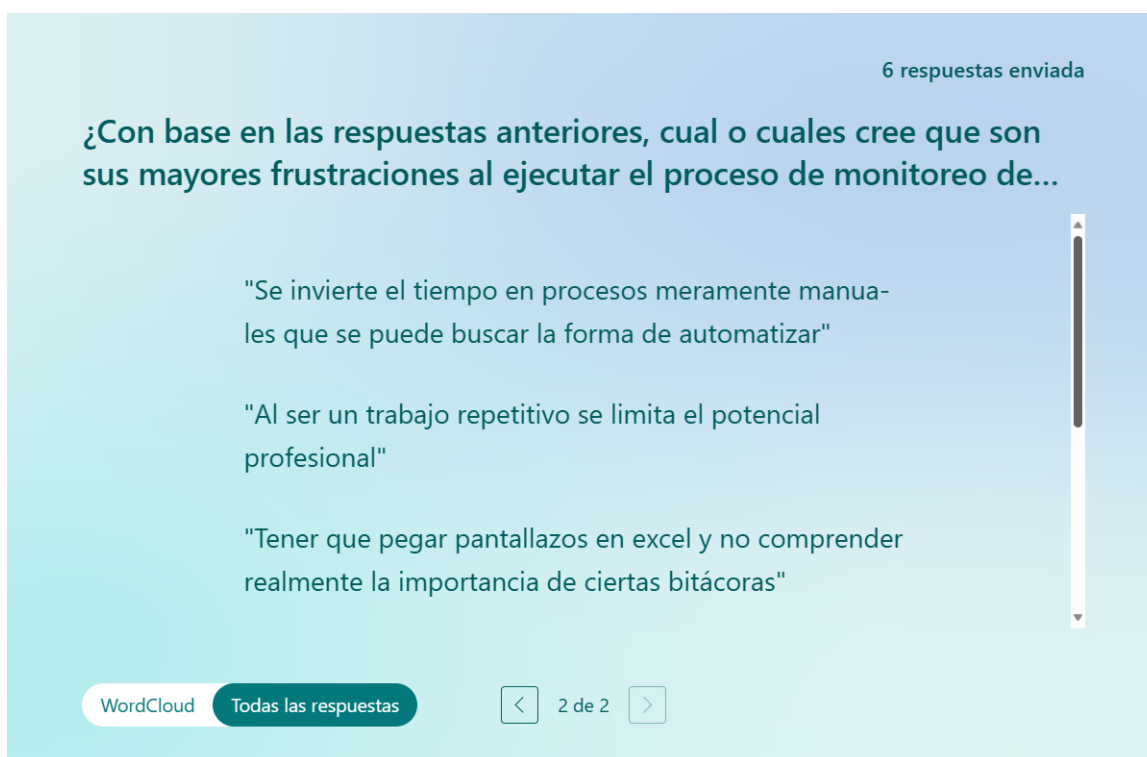 6 respuestas enviada
¿Con base en las respuestas anteriores, cual o cuales cree que son
sus mayores frustraciones al ejecutar el proceso de monitoreo de...
"Se invierte el tiempo en procesos meramente manua-
les que se puede buscar la forma de automatizar"
"Al ser un trabajo repetitivo se limita el potencial
profesional"
"Tener que pegar pantallazos en excel y no comprender
realmente la importancia de ciertas bitácoras"
WordCloud Todas las respuestas 2 de 2